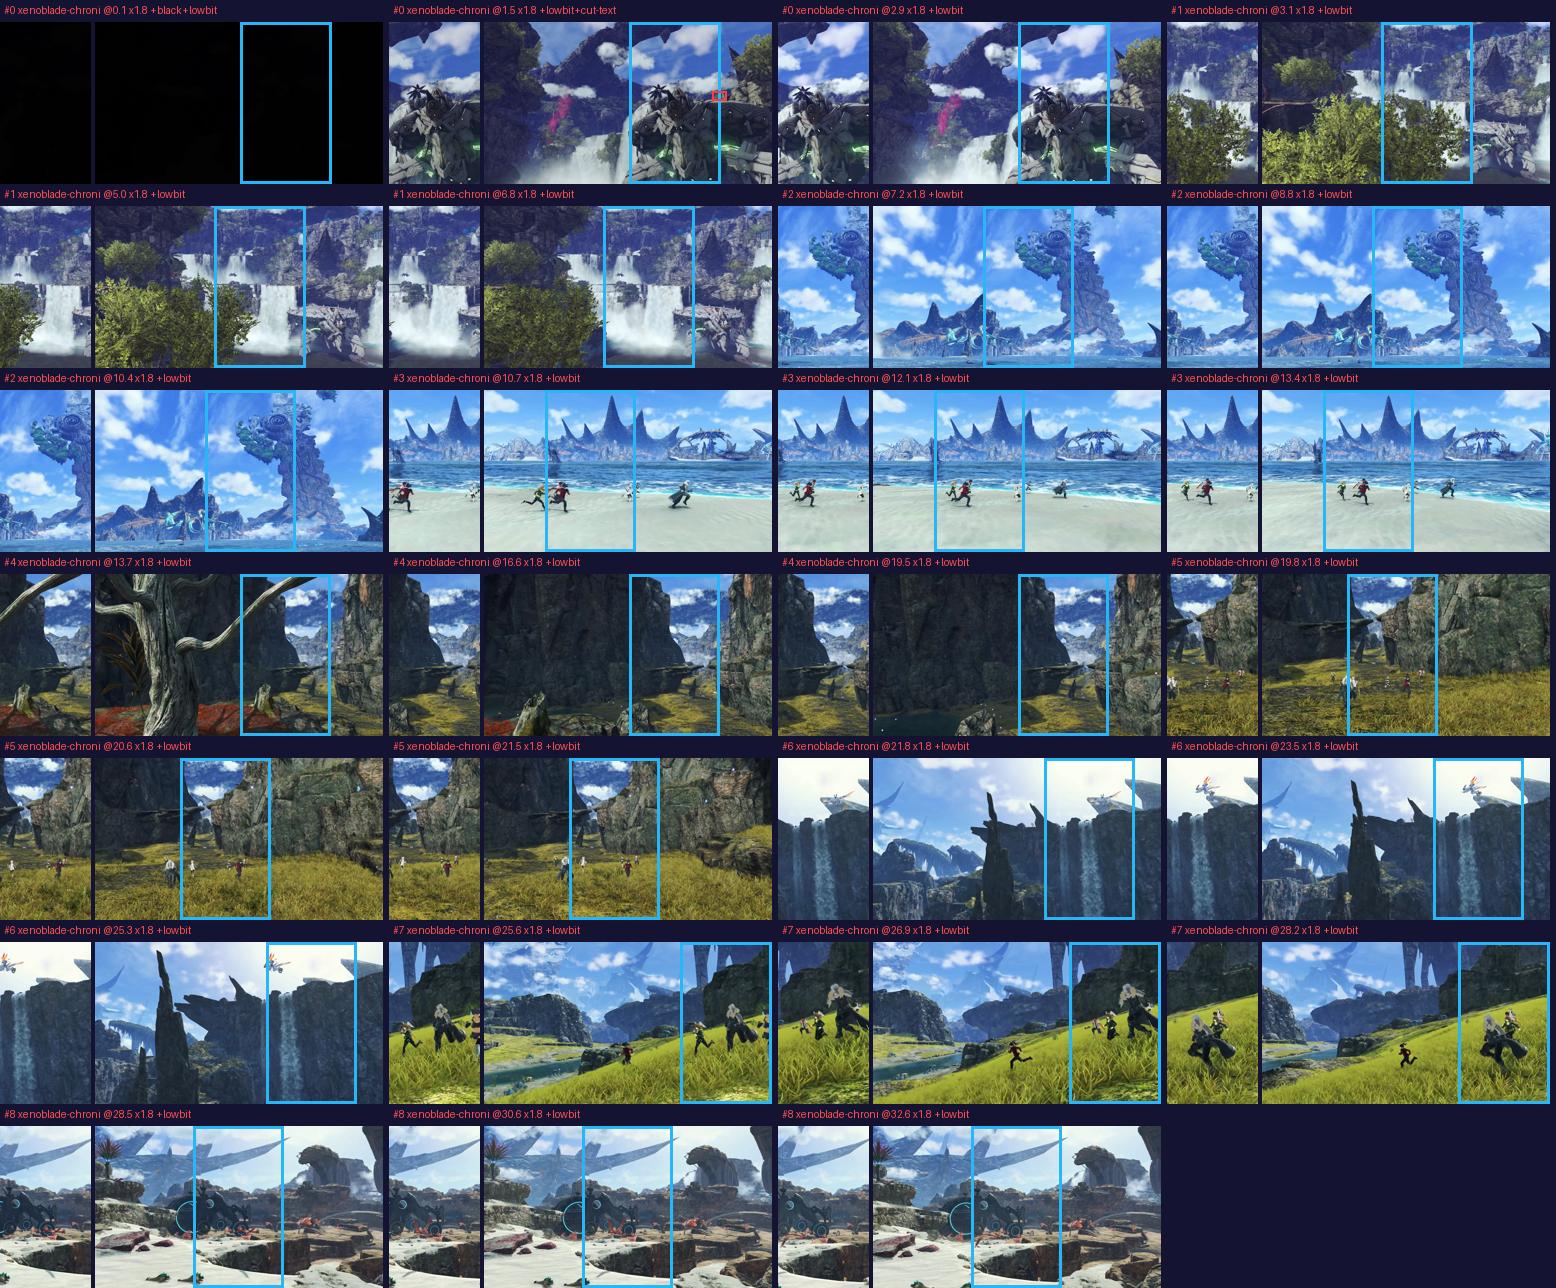 #0 xenoblade-chroni @0.1 x1.8 +black+lowbit
#0 xenoblade-chroni @1.5 x1.8 +lowbit+cut-text
#0 xenoblade-chroni @2.9 x1.8 +lowbit
#1 xenoblade-chroni @3.1 x1.8 +lowbit
#1 xenoblade-chroni @5.0 x1.8 +lowbit
#1 xenoblade-chroni @6.8 x1.8 +lowbit
#2 xenoblade-chroni @7.2 x1.8 +lowbit
#2 xenoblade-chroni @8.8 x1.8 +lowbit
#2 xenoblade-chroni @10.4 x1.8 +lowbit
#3 xenoblade-chroni @10.7 x1.8 +lowbit
#3 xenoblade-chroni @12.1 x1.8 +lowbit
#3 xenoblade-chroni @13.4 x1.8 +lowbit
#4 xenoblade-chroni @13.7 x1.8 +lowbit
#4 xenoblade-chroni @16.6 x1.8 +lowbit
#4 xenoblade-chroni @19.5 x1.8 +lowbit
#5 xenoblade-chroni @19.8 x1.8 +lowbit
#5 xenoblade-chroni @20.6 x1.8 +lowbit
#5 xenoblade-chroni @21.5 x1.8 +lowbit
#6 xenoblade-chroni @21.8 x1.8 +lowbit
#6 xenoblade-chroni @23.5 x1.8 +lowbit
#6 xenoblade-chroni @25.3 x1.8 +lowbit
#7 xenoblade-chroni @25.6 x1.8 +lowbit
#7 xenoblade-chroni @26.9 x1.8 +lowbit
#7 xenoblade-chroni @28.2 x1.8 +lowbit
#8 xenoblade-chroni @28.5 x1.8 +lowbit
#8 xenoblade-chroni @30.6 x1.8 +lowbit
#8 xenoblade-chroni @32.6 x1.8 +lowbit